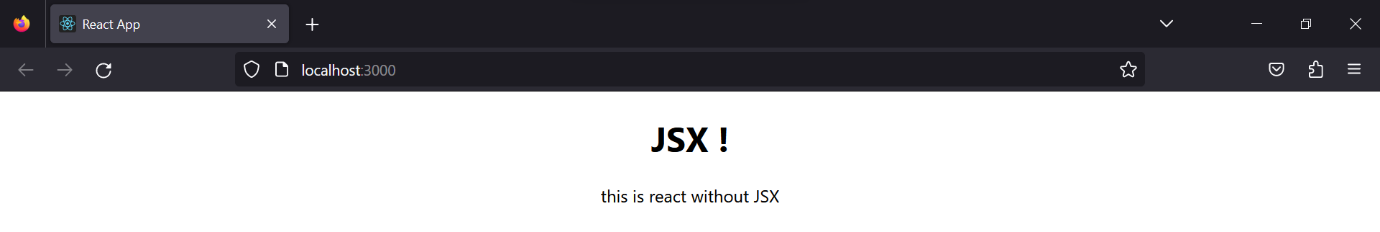 React App
localhost:3000
JSX !
this is react without JSX